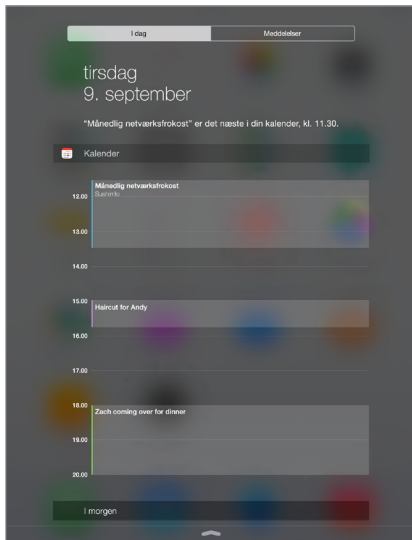 I dag
Meddelelser
tirsdag
9. september
"Månedlig netværksfrokost" er det næste i din kalender, kl. 11.30.
Kalender
Månedlig netværksfrokost
12.00
13.00
14.00
15.00
Haircut for Andy
16.00
17.00
18.00
Zach coming over for dinner
19.00
20.00
I morgen